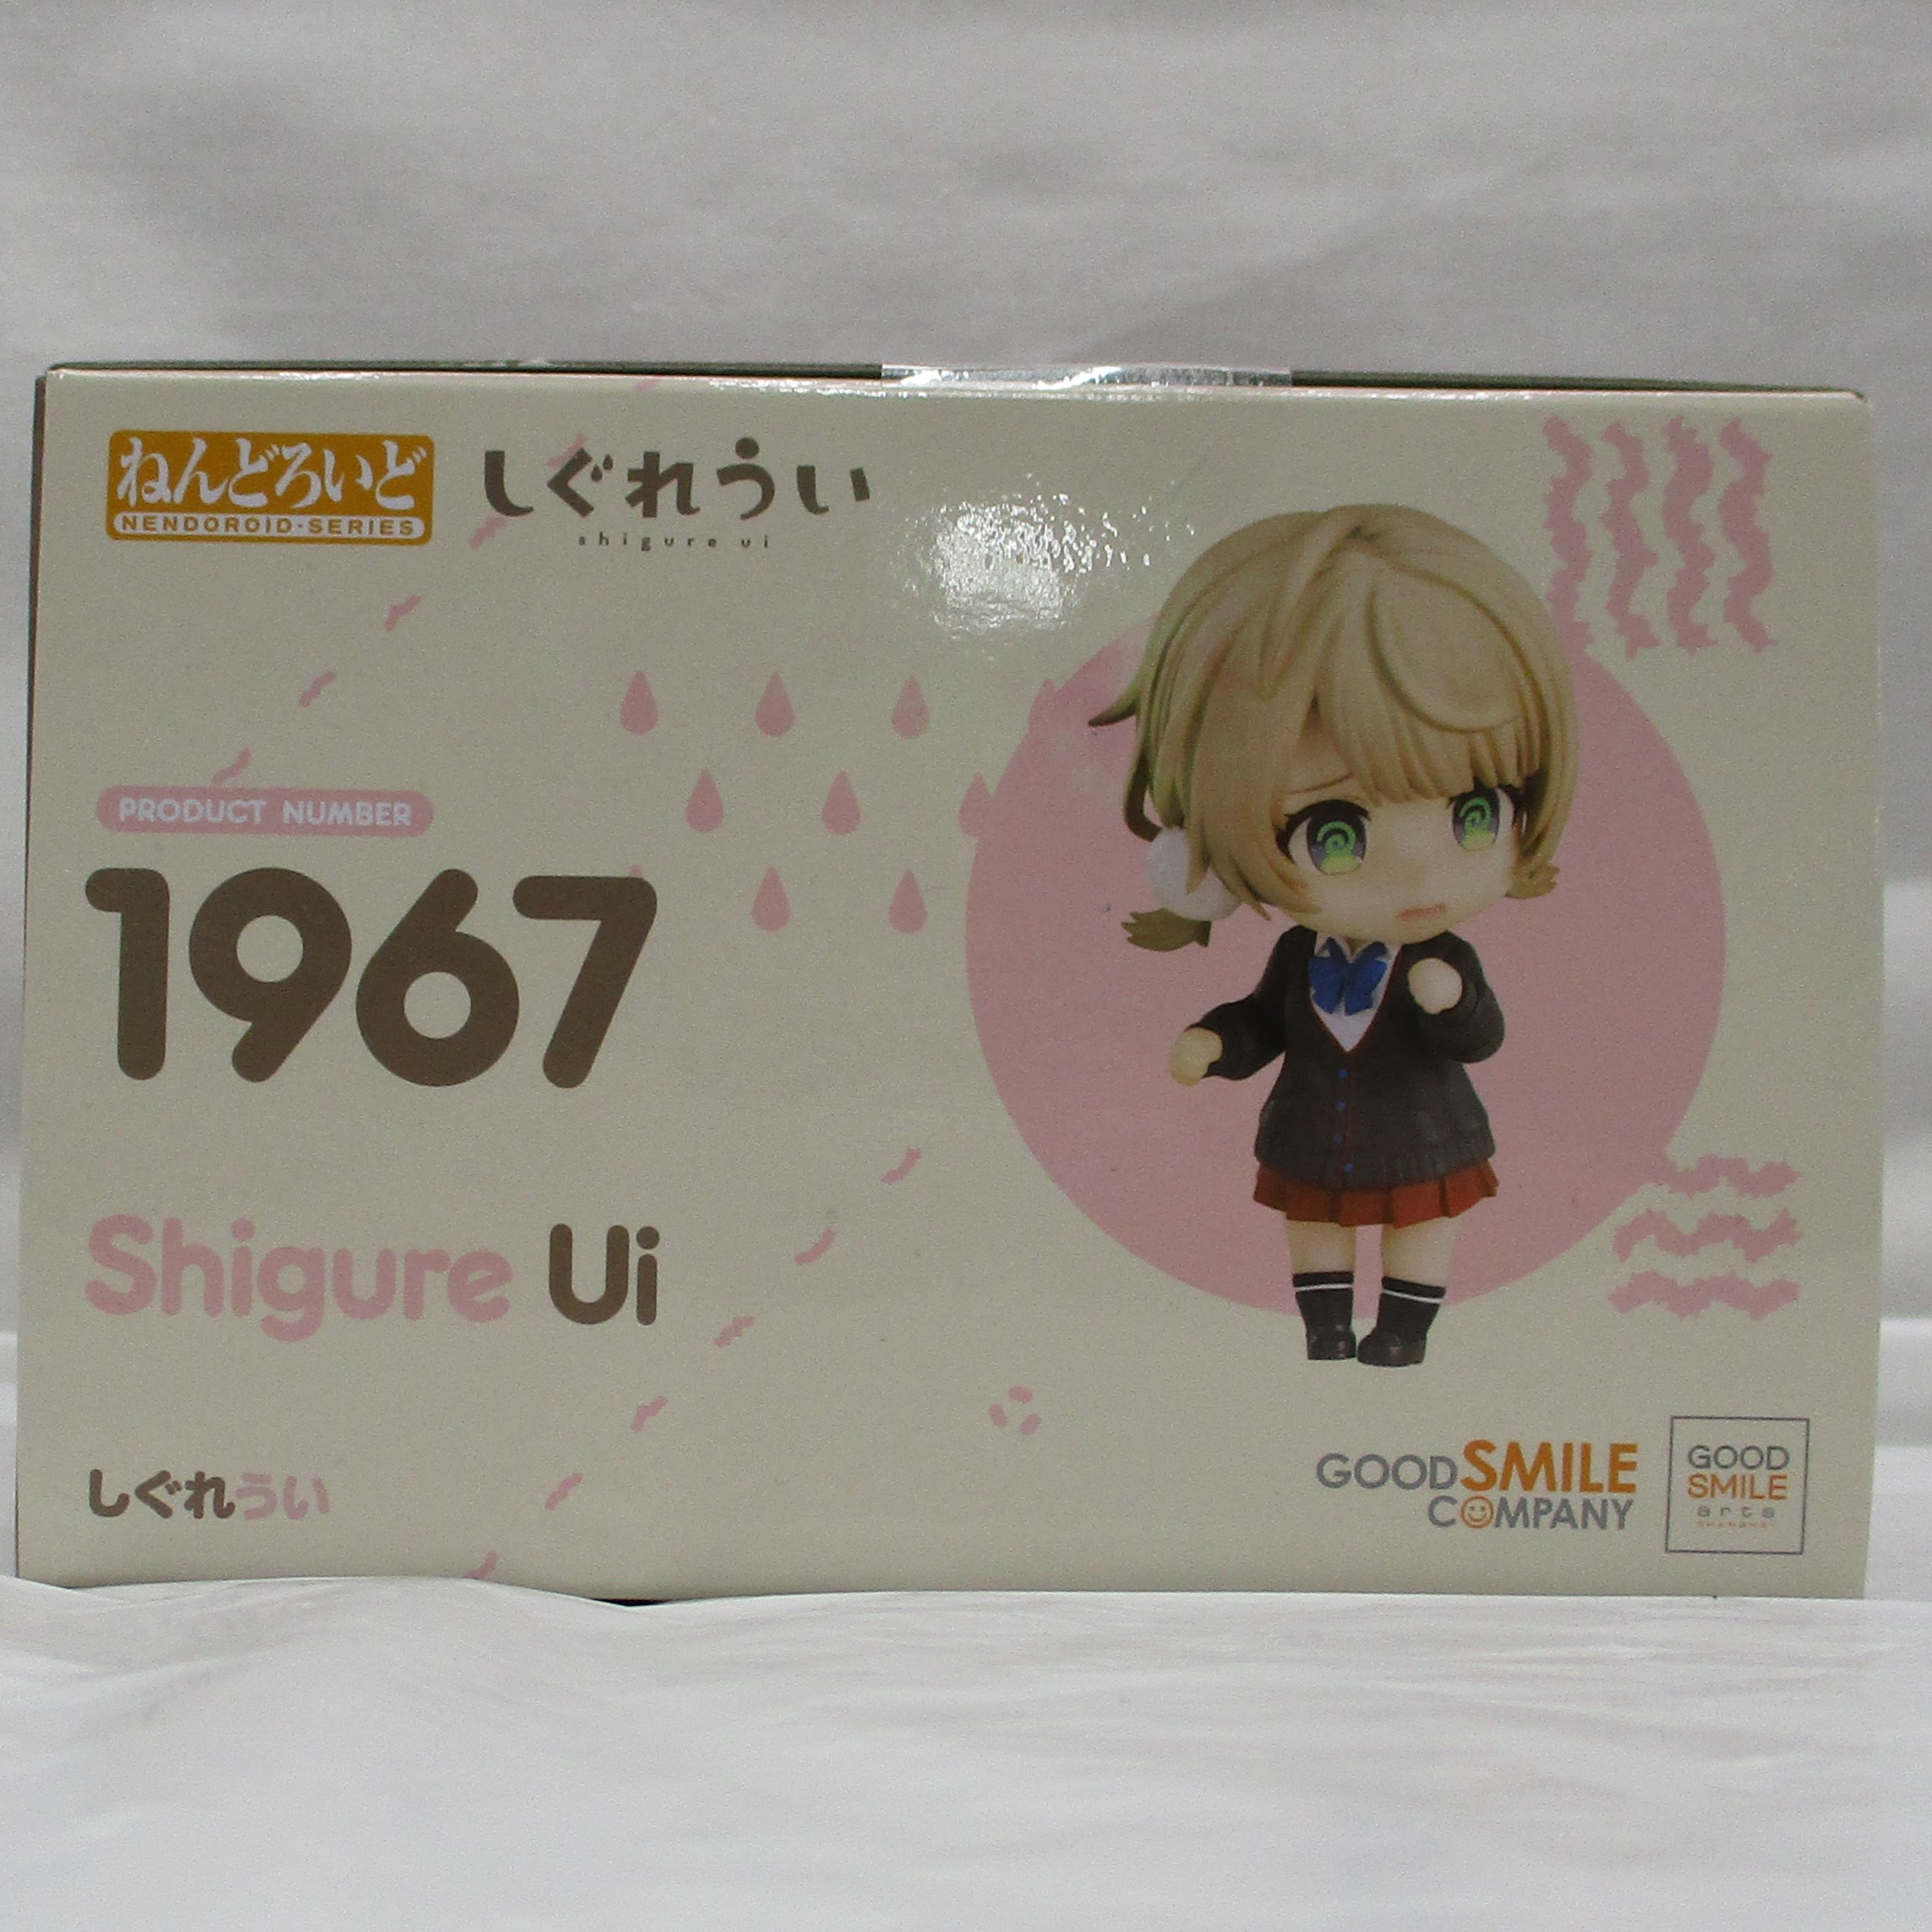 ねんどろいど
NENDOROID·SERIES
しぐれうい
shigure ui
PRODUCT NUMBER
1967
Shigure Ui
しぐれうい
GOOD SMILE
COMPANY
GOOD
SMILE
arts
SHANGHAI